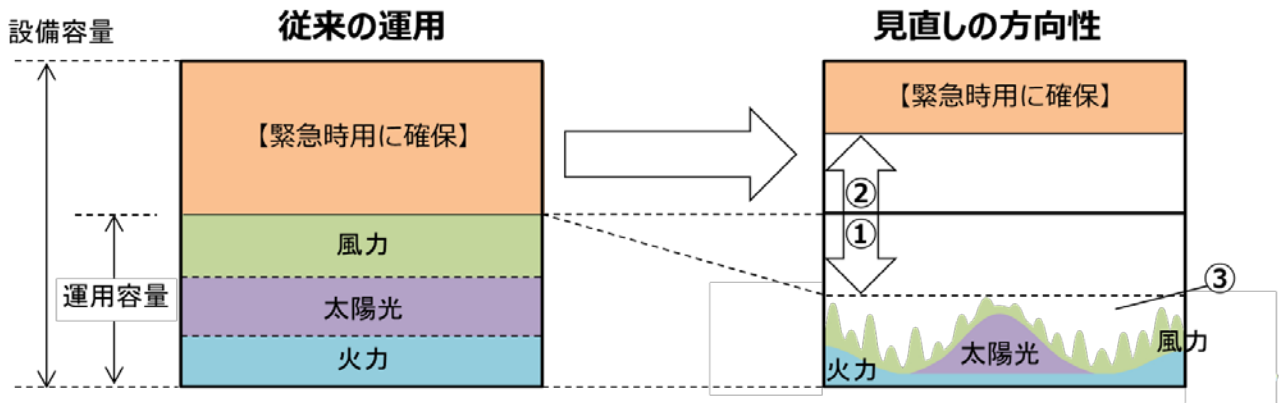 設備容量
従来の運用
見直しの方向性
【緊急時用に確保】
運用容量
風力
太陽光
火力
【緊急時用に確保】
②
①
③
火力
太陽光
風力